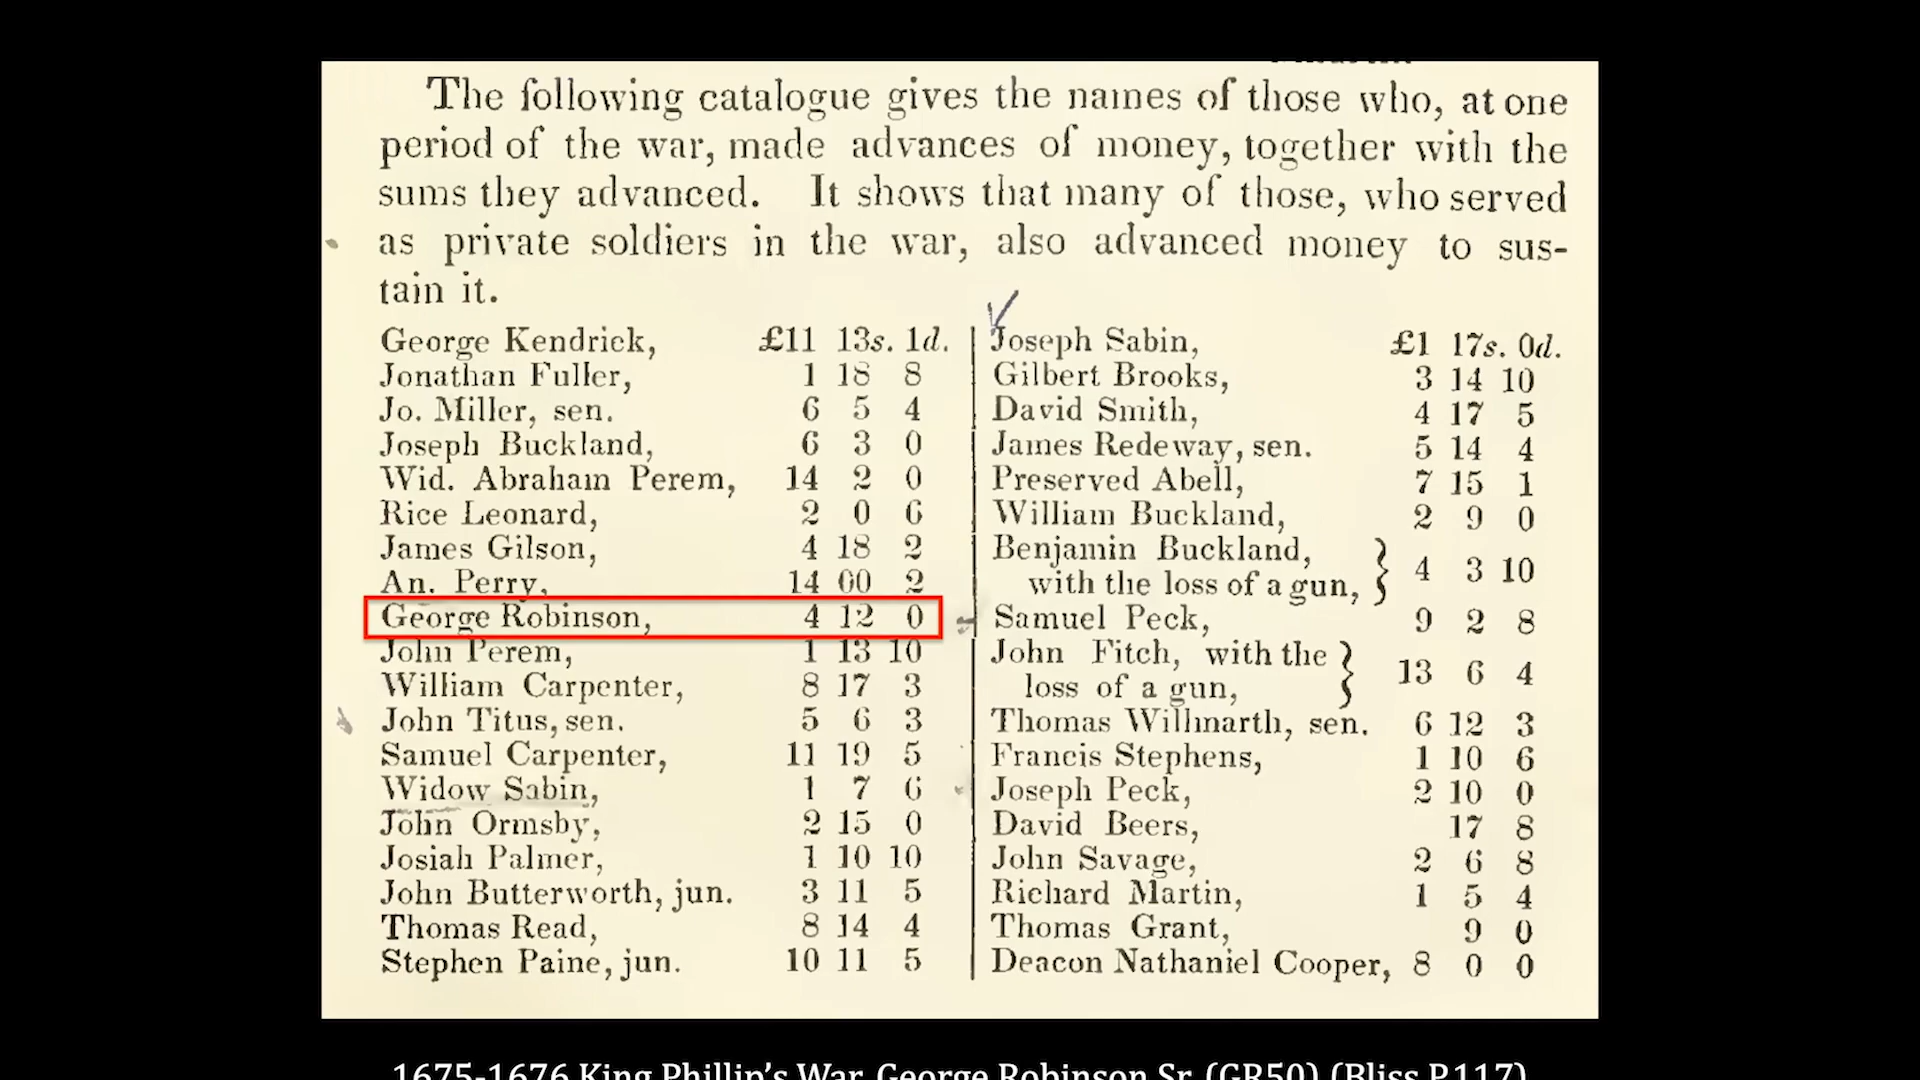 The following catalogue gives the names of those who, at one
period of the war, made advances of money, together with the
sums they advanced. It shows that many of those, who served
as private soldiers in the war, also advanced money to sus-
tain it.
George Kendrick, £11 13s. 1d.
Jonathan Fuller, 1 18 8
Jo. Miller, sen. 6 5 4
Joseph Buckland, 6 3 0
Wid. Abraham Perem, 14 2 0
Rice Leonard, 2 0 6
James Gilson, 4 18 2
An. Perry, 14 00 2
George Robinson, 4 12 0
John Perem, 1 13 10
William Carpenter, 8 17 3
John Titus, sen. 5 6 3
Samuel Carpenter, 11 19 5
Widow Sabin, 1 7 6
John Ormsby, 2 15 0
Josiah Palmer, 1 10 10
John Butterworth, jun. 3 11 5
Thomas Read, 8 14 4
Stephen Paine, jun. 10 11 5
Joseph Sabin, £1 17s. 0d.
Gilbert Brooks, 3 14 10
David Smith, 4 17 5
James Redeway, sen. 5 14 4
Preserved Abell, 7 15 1
William Buckland, 2 9 0
Benjamin Buckland,
with the loss of a gun, } 4 3 10
Samuel Peck, 9 2 8
John Fitch, with the
loss of a gun, } 13 6 4
Thomas Willmarth, sen. 6 12 3
Francis Stephens, 1 10 6
Joseph Peck, 2 10 0
David Beers, 17 8
John Savage, 2 6 8
Richard Martin, 1 5 4
Thomas Grant, 9 0
Deacon Nathaniel Cooper, 8 0 0
1675-1676 King Phillip's War, George Robinson Sr. (GR50) (Bliss P.117)